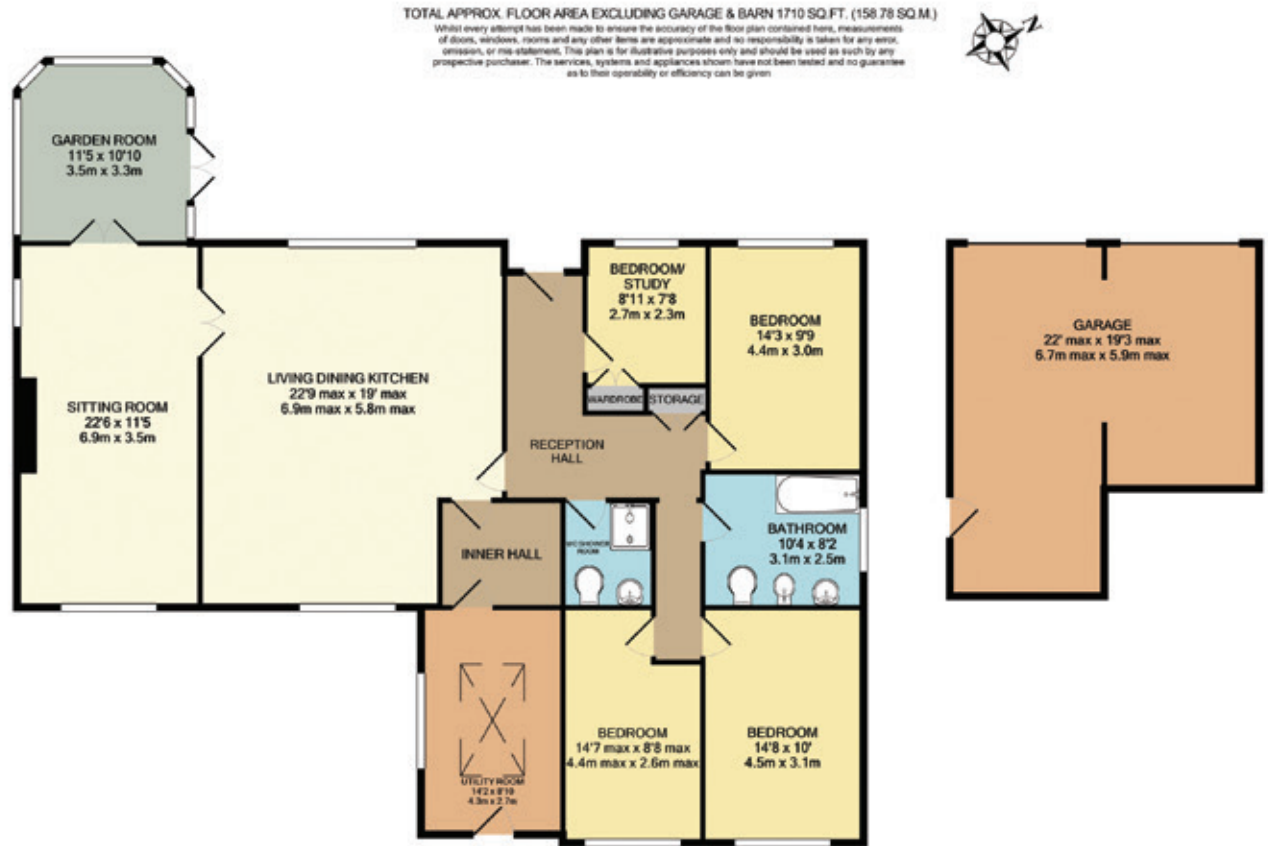 TOTAL APPROX. FLOOR AREA EXCLUDING GARAGE & BARN 1710 SQ.FT. (158.78 SQ.M.)
Whilst every attempt has been made to ensure the accuracy of the floor plan contained here, measurements
of doors, windows, rooms and any other items are approximate and no responsibility is taken for any error,
omission, or mis-statement. This plan is for illustrative purposes only and should be used as such by any
prospective purchaser. The services, systems and appliances shown have not been tested and no guarantee
as to their operability or efficiency can be given
N
GARDEN ROOM
11'5 x 10'10
3.5m x 3.3m
BEDROOM/
STUDY
8'11 x 7'8
2.7m x 2.3m
BEDROOM
14'3 x 9'9
4.4m x 3.0m
GARAGE
22' max x 19'3 max
6.7m max x 5.9m max
LIVING DINING KITCHEN
22'9 max x 19' max
6.9m max x 5.8m max
SITTING ROOM
22'6 x 11'5
6.9m x 3.5m
WARDROBE
STORAGE
RECEPTION
HALL
INNER HALL
WC/SHOWER
ROOM
BATHROOM
10'4 x 8'2
3.1m x 2.5m
BEDROOM
14'7 max x 8'8 max
4.4m max x 2.6m max
BEDROOM
14'8 x 10'
4.5m x 3.1m
UTILITY ROOM
14'2 x 8'10
4.3m x 2.7m